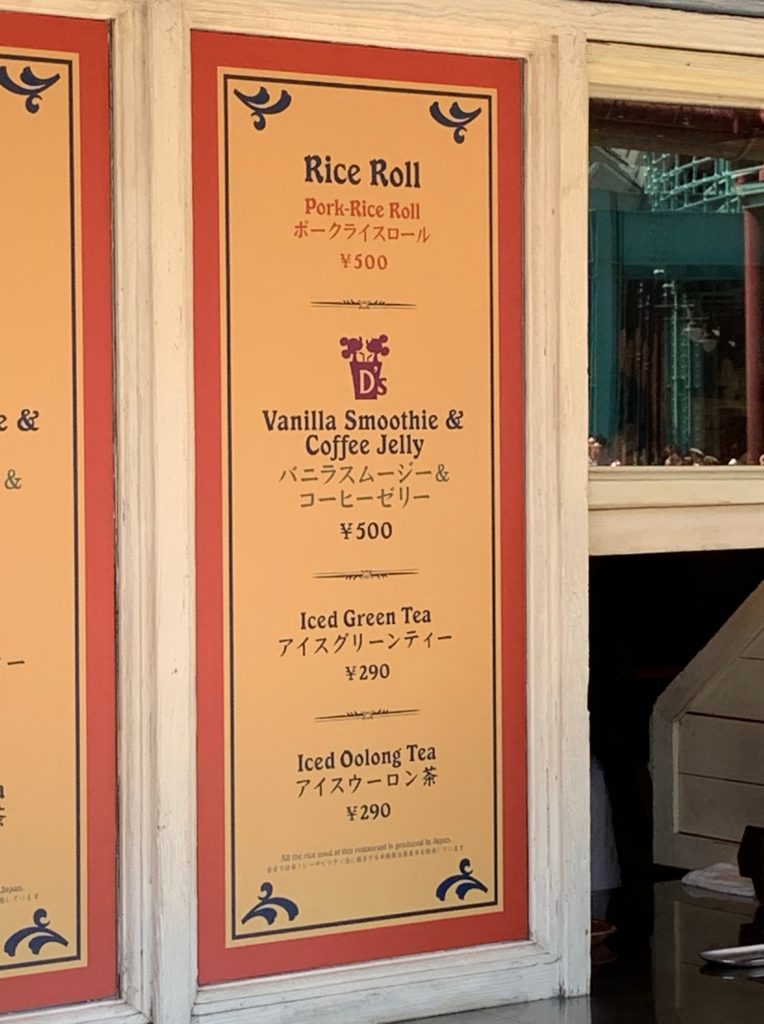 Rice Roll
Pork-Rice Roll
ポークライスロール
¥500
D's
Vanilla Smoothie &
Coffee Jelly
バニラスムージー&
コーヒーゼリー
¥500
Iced Green Tea
アイスグリーンティー
¥290
Iced Oolong Tea
アイスウーロン茶
¥290
All the rice used at this restaurant is produced in Japan.
&
&
ー
茶
Japan.